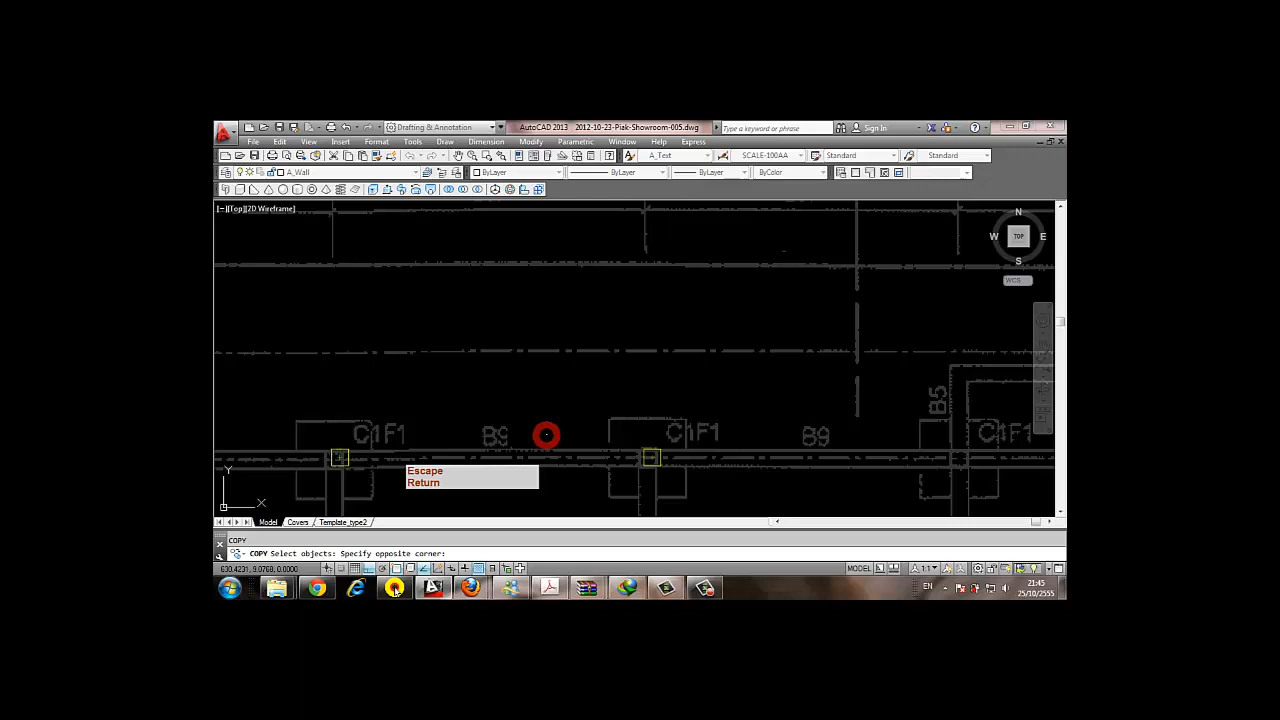 AutoCAD 2013 2012-10-23-Piak-Showroom-005.dwg
Drafting & Annotation
Type a keyword or phrase
Sign In
File Edit View Insert Format Tools Draw Dimension Modify Parametric Window Help Express
A_Text SCALE-100AA Standard Standard
A_Wall ByLayer ByLayer ByLayer ByColor
[−][Top][2D Wireframe]
N
W TOP E
S
WCS
B5
C1F1 B9 C1F1 B9 C1F1
Y
X
Escape
Return
Model Covers Template_type2
COPY
COPY Select objects: Specify opposite corner:
630.4231, 9.0768, 0.0000
MODEL 1:1
EN
21:45
25/10/2555